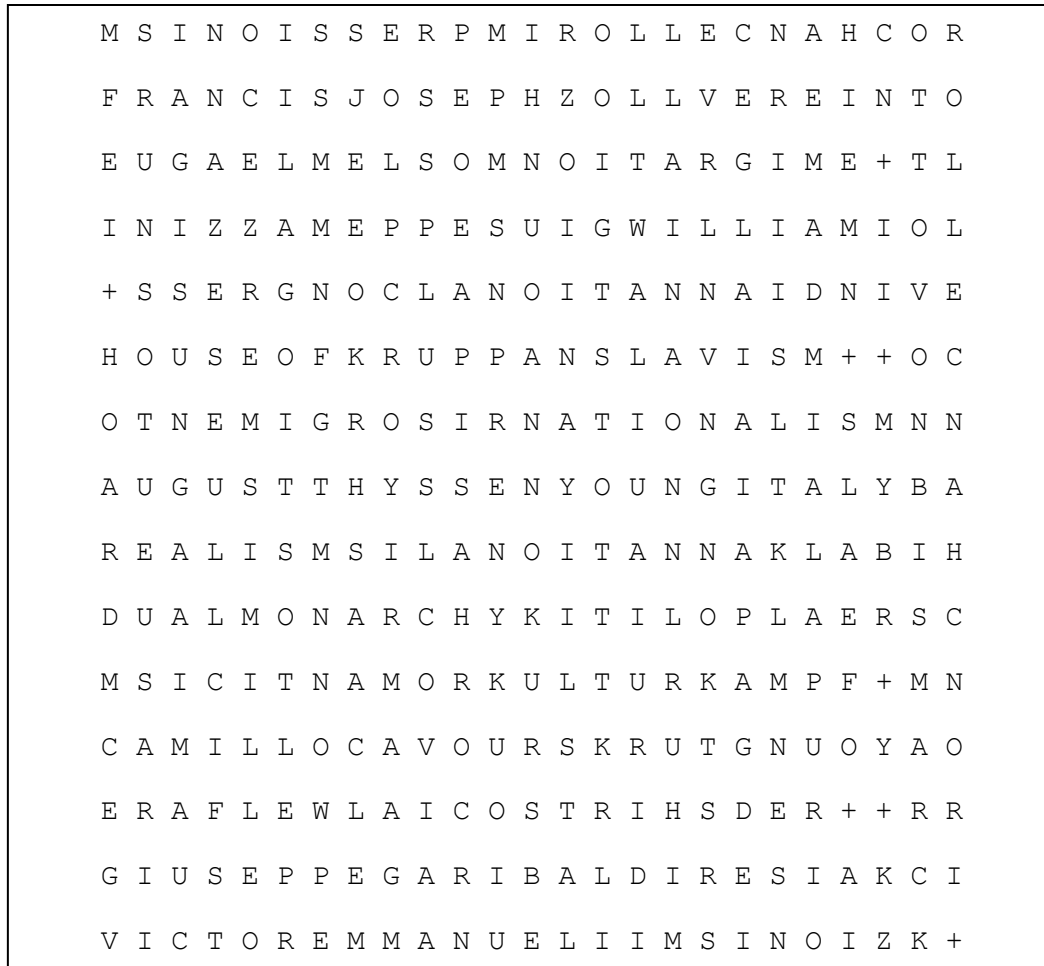 M S I N O I S S E R P M I R O L L E C N A H C O R
F R A N C I S J O S E P H Z O L L V E R E I N T O
E U G A E L M E L S O M N O I T A R G I M E + T L
I N I Z Z A M E P P E S U I G W I L L I A M I O L
+ S S E R G N O C L A N O I T A N N A I D N I V E
H O U S E O F K R U P P A N S L A V I S M + + O C
O T N E M I G R O S I R N A T I O N A L I S M N N
A U G U S T T H Y S S E N Y O U N G I T A L Y B A
R E A L I S M S I L A N O I T A N N A K L A B I H
D U A L M O N A R C H Y K I T I L O P L A E R S C
M S I C I T N A M O R K U L T U R K A M P F + M N
C A M I L L O C A V O U R S K R U T G N U O Y A O
E R A F L E W L A I C O S T R I H S D E R + + R R
G I U S E P P E G A R I B A L D I R E S I A K C I
V I C T O R E M M A N U E L I I M S I N O I Z K +